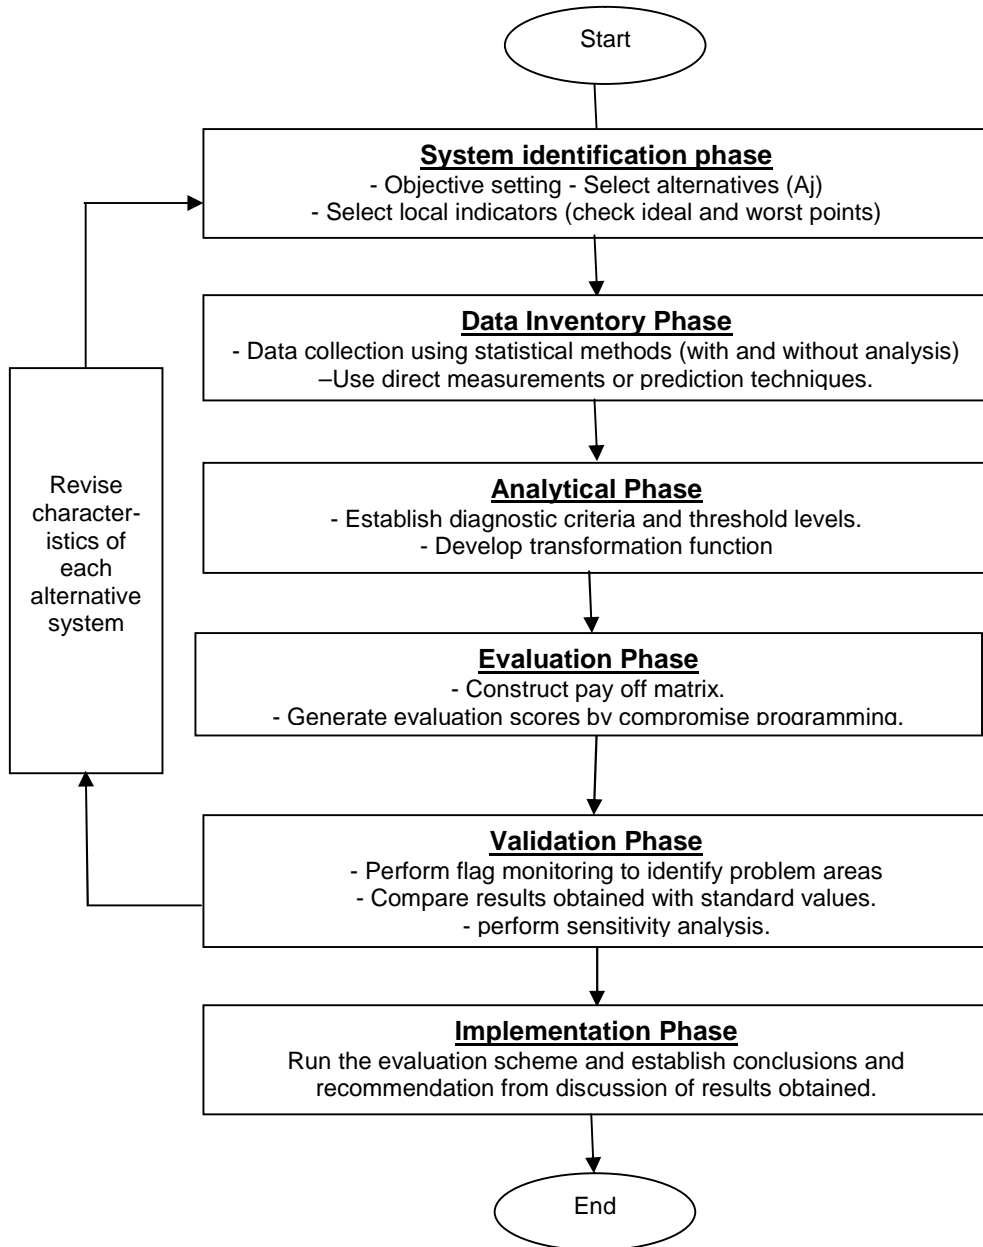 Start
System identification phase
- Objective setting - Select alternatives (Aj)
- Select local indicators (check ideal and worst points)
Data Inventory Phase
- Data collection using statistical methods (with and without analysis)
–Use direct measurements or prediction techniques.
Analytical Phase
- Establish diagnostic criteria and threshold levels.
- Develop transformation function
Revise
character-
istics of
each
alternative
system
Evaluation Phase
- Construct pay off matrix.
- Generate evaluation scores by compromise programming.
Validation Phase
- Perform flag monitoring to identify problem areas
- Compare results obtained with standard values.
- perform sensitivity analysis.
Implementation Phase
Run the evaluation scheme and establish conclusions and
recommendation from discussion of results obtained.
End